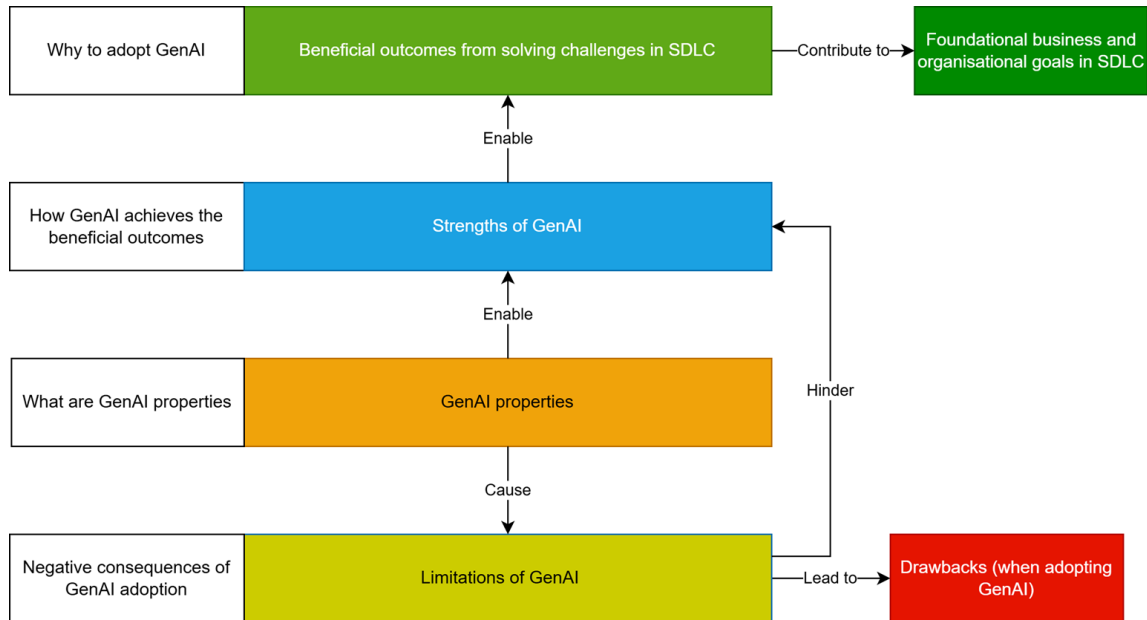 Why to adopt GenAI
Beneficial outcomes from solving challenges in SDLC
Contribute to
Foundational business and
organisational goals in SDLC
Enable
How GenAI achieves the
beneficial outcomes
Strengths of GenAI
Enable
Hinder
What are GenAI properties
GenAI properties
Cause
Negative consequences of
GenAI adoption
Limitations of GenAI
Lead to
Drawbacks (when adopting
GenAI)